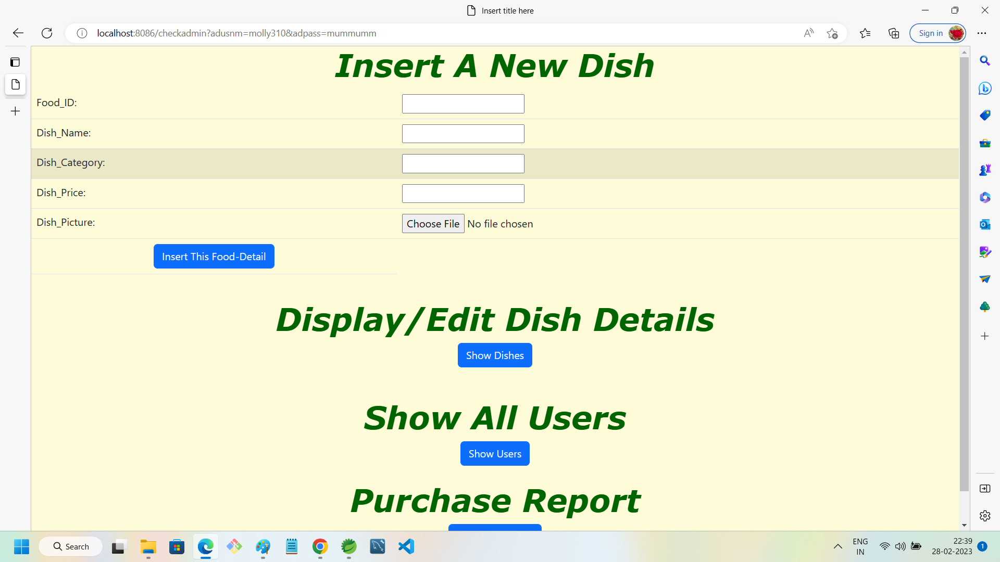 Insert title here
localhost:8086/checkadmin?adusnm=molly310&adpass=mummumm
Sign in
Insert A New Dish
Food_ID:
Dish_Name:
Dish_Category:
Dish_Price:
Dish_Picture:
Choose File No file chosen
Insert This Food-Detail
Display/Edit Dish Details
Show Dishes
Show All Users
Show Users
Purchase Report
Search
ENG
IN
22:39
28-02-2023
1